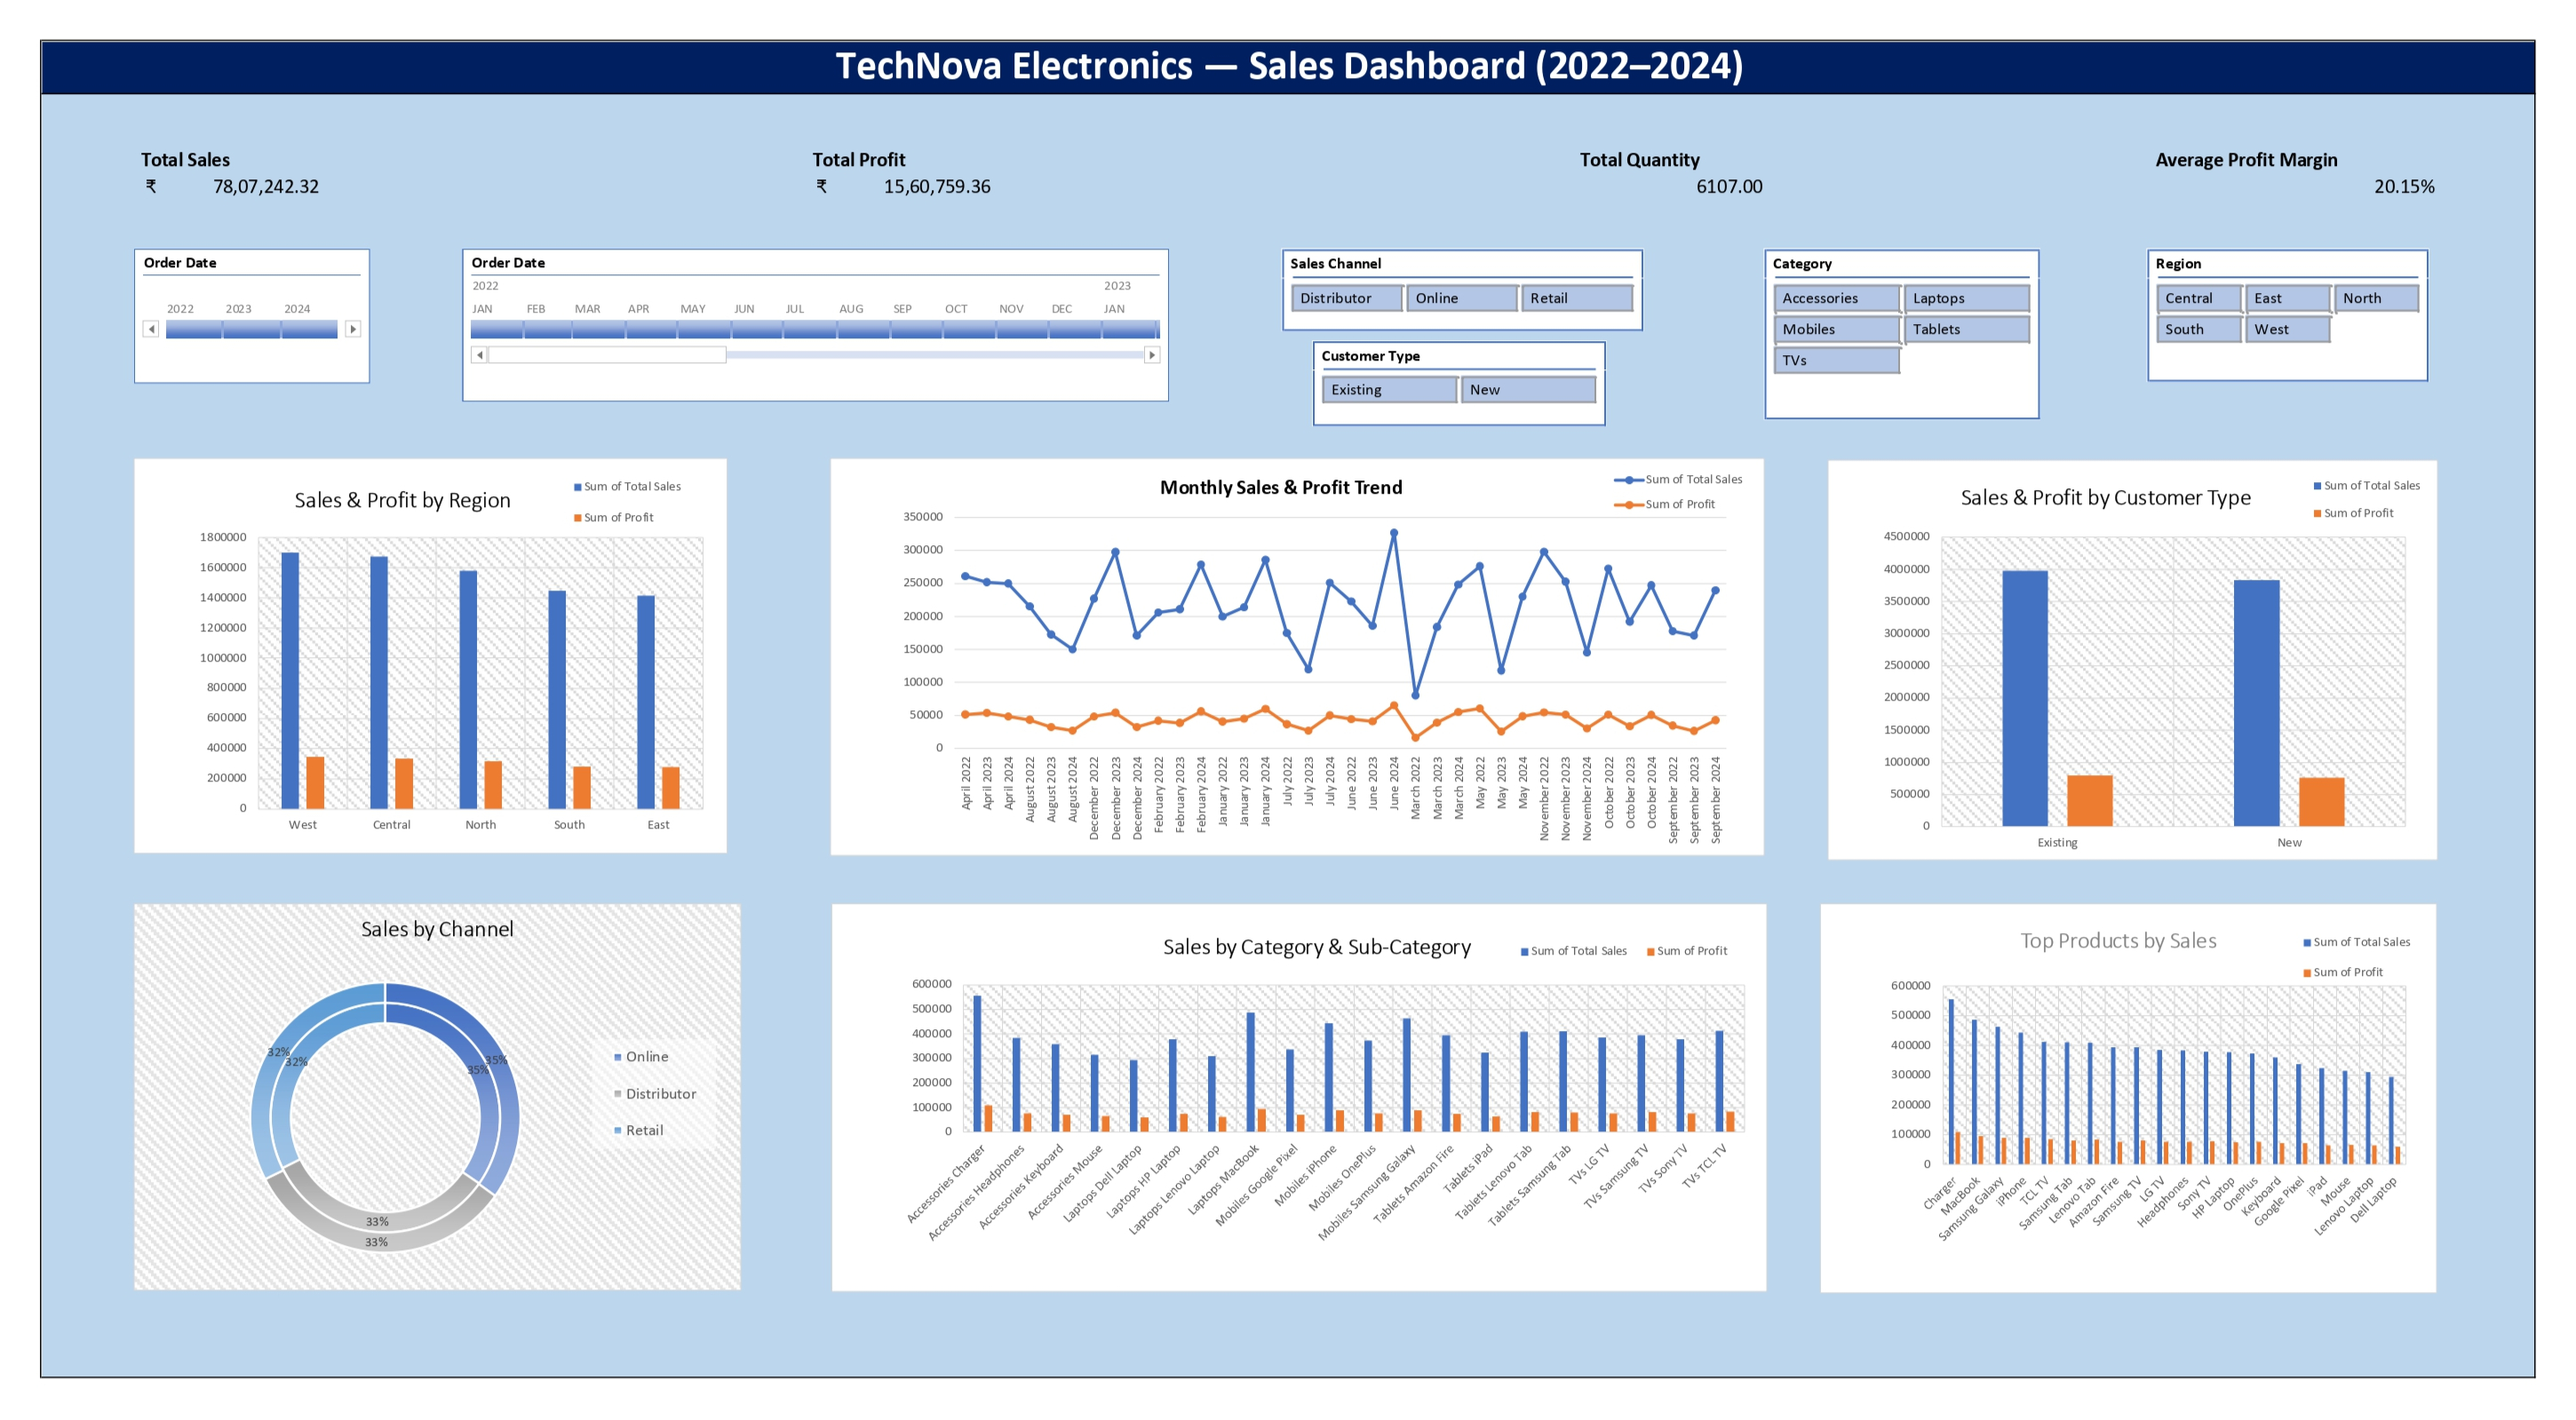 TechNova Electronics — Sales Dashboard (2022–2024)
Total Sales
₹ 78,07,242.32
Total Profit
₹ 15,60,759.36
Total Quantity
6107.00
Average Profit Margin
20.15%
Order Date
2022 2023 2024
Order Date
2022 2023
JAN FEB MAR APR MAY JUN JUL AUG SEP OCT NOV DEC JAN
Sales Channel
Distributor Online Retail
Customer Type
Existing New
Category
Accessories Laptops
Mobiles Tablets
TVs
Region
Central East North
South West
Sales & Profit by Region
Sum of Total Sales
Sum of Profit
1800000
1600000
1400000
1200000
1000000
800000
600000
400000
200000
0
West Central North South East
Monthly Sales & Profit Trend
Sum of Total Sales
Sum of Profit
350000
300000
250000
200000
150000
100000
50000
0
April 2022
April 2023
April 2024
August 2022
August 2023
August 2024
December 2022
December 2023
December 2024
February 2022
February 2023
February 2024
January 2022
January 2023
January 2024
July 2022
July 2023
July 2024
June 2022
June 2023
June 2024
March 2022
March 2023
March 2024
May 2022
May 2023
May 2024
November 2022
November 2023
November 2024
October 2022
October 2023
October 2024
September 2022
September 2023
September 2024
Sales & Profit by Customer Type
Sum of Total Sales
Sum of Profit
4500000
4000000
3500000
3000000
2500000
2000000
1500000
1000000
500000
0
Existing New
Sales by Channel
32%
32%
35%
35%
33%
33%
Online
Distributor
Retail
Sales by Category & Sub-Category
Sum of Total Sales Sum of Profit
600000
500000
400000
300000
200000
100000
0
Accessories Charger
Accessories Headphones
Accessories Keyboard
Accessories Mouse
Laptops Dell Laptop
Laptops HP Laptop
Laptops Lenovo Laptop
Laptops MacBook
Mobiles Google Pixel
Mobiles iPhone
Mobiles OnePlus
Mobiles Samsung Galaxy
Tablets Amazon Fire
Tablets iPad
Tablets Lenovo Tab
Tablets Samsung Tab
TVs LG TV
TVs Samsung TV
TVs Sony TV
TVs TCL TV
Top Products by Sales
Sum of Total Sales
Sum of Profit
600000
500000
400000
300000
200000
100000
0
Charger
MacBook
Samsung Galaxy
iPhone
TCL TV
Samsung Tab
Lenovo Tab
Amazon Fire
Samsung TV
LG TV
Headphones
Sony TV
HP Laptop
OnePlus
Keyboard
Google Pixel
iPad
Mouse
Lenovo Laptop
Dell Laptop